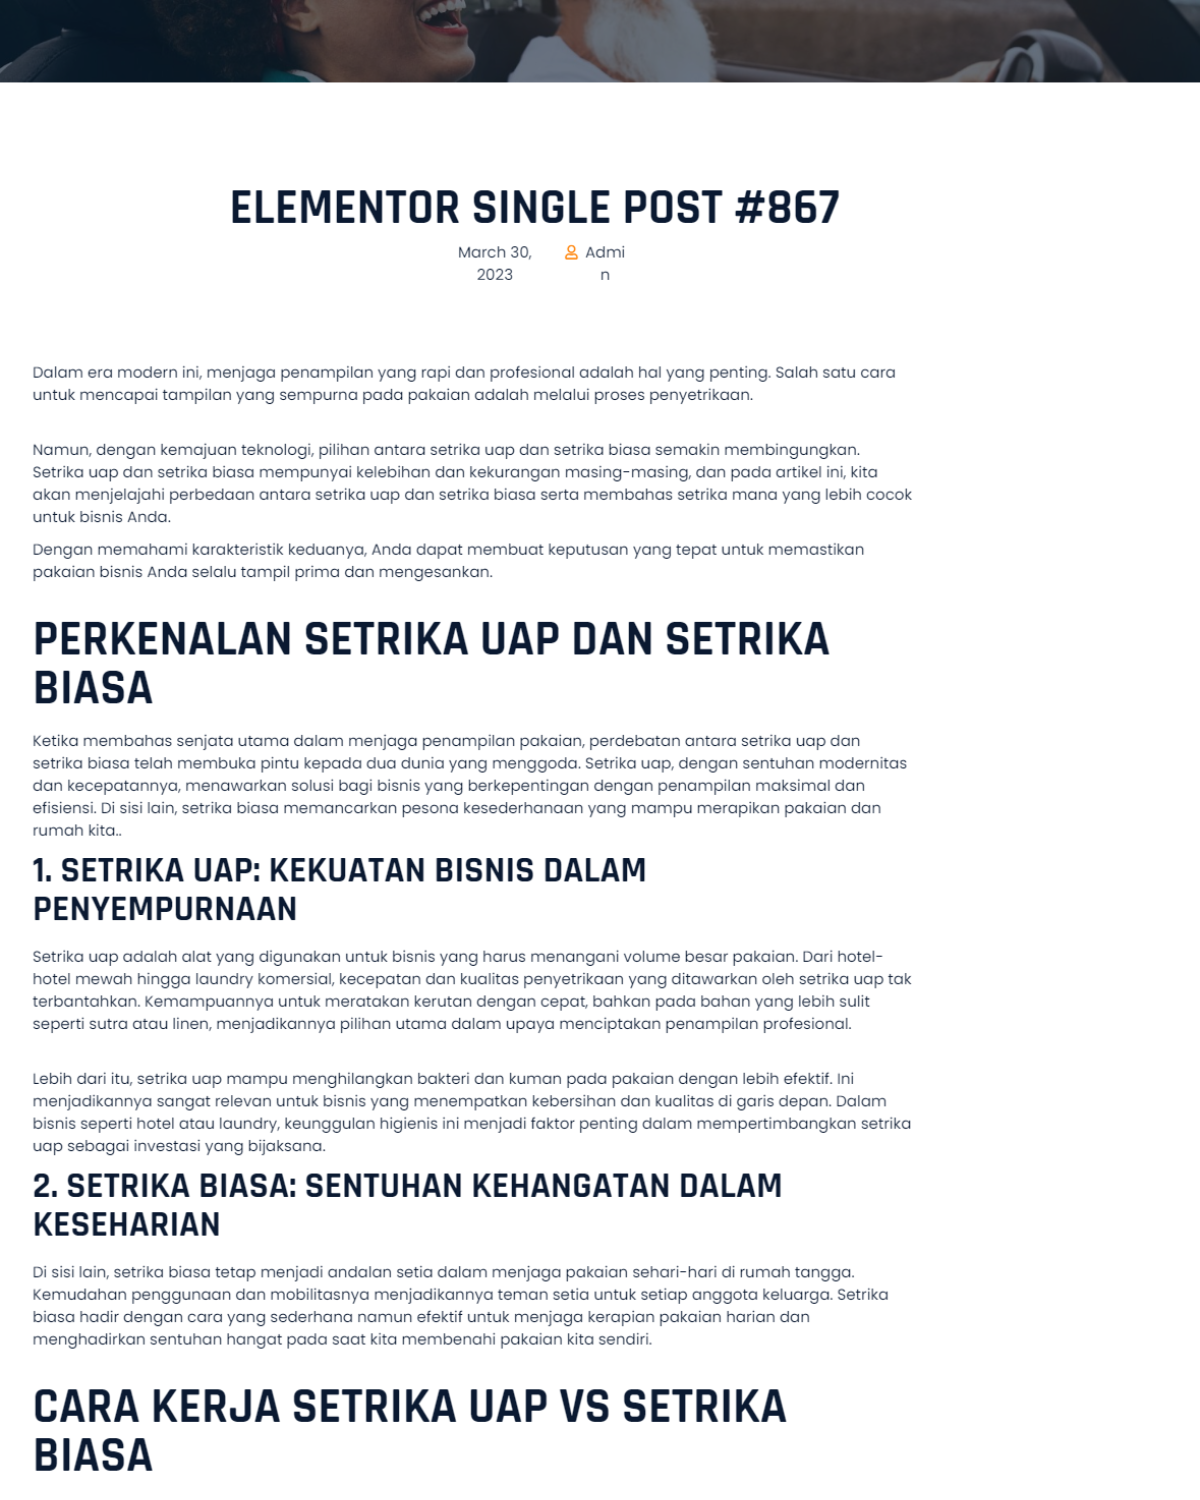 ELEMENTOR SINGLE POST #867
March 30,
2023
Admi
n
Dalam era modern ini, menjaga penampilan yang rapi dan profesional adalah hal yang penting. Salah satu cara
untuk mencapai tampilan yang sempurna pada pakaian adalah melalui proses penyetrikaan.
Namun, dengan kemajuan teknologi, pilihan antara setrika uap dan setrika biasa semakin membingungkan.
Setrika uap dan setrika biasa mempunyai kelebihan dan kekurangan masing-masing, dan pada artikel ini, kita
akan menjelajahi perbedaan antara setrika uap dan setrika biasa serta membahas setrika mana yang lebih cocok
untuk bisnis Anda.
Dengan memahami karakteristik keduanya, Anda dapat membuat keputusan yang tepat untuk memastikan
pakaian bisnis Anda selalu tampil prima dan mengesankan.
PERKENALAN SETRIKA UAP DAN SETRIKA
BIASA
Ketika membahas senjata utama dalam menjaga penampilan pakaian, perdebatan antara setrika uap dan
setrika biasa telah membuka pintu kepada dua dunia yang menggoda. Setrika uap, dengan sentuhan modernitas
dan kecepatannya, menawarkan solusi bagi bisnis yang berkepentingan dengan penampilan maksimal dan
efisiensi. Di sisi lain, setrika biasa memancarkan pesona kesederhanaan yang mampu merapikan pakaian dan
rumah kita..
1. SETRIKA UAP: KEKUATAN BISNIS DALAM
PENYEMPURNAAN
Setrika uap adalah alat yang digunakan untuk bisnis yang harus menangani volume besar pakaian. Dari hotel-
hotel mewah hingga laundry komersial, kecepatan dan kualitas penyetrikaan yang ditawarkan oleh setrika uap tak
terbantahkan. Kemampuannya untuk meratakan kerutan dengan cepat, bahkan pada bahan yang lebih sulit
seperti sutra atau linen, menjadikannya pilihan utama dalam upaya menciptakan penampilan profesional.
Lebih dari itu, setrika uap mampu menghilangkan bakteri dan kuman pada pakaian dengan lebih efektif. Ini
menjadikannya sangat relevan untuk bisnis yang menempatkan kebersihan dan kualitas di garis depan. Dalam
bisnis seperti hotel atau laundry, keunggulan higienis ini menjadi faktor penting dalam mempertimbangkan setrika
uap sebagai investasi yang bijaksana.
2. SETRIKA BIASA: SENTUHAN KEHANGATAN DALAM
KESEHARIAN
Di sisi lain, setrika biasa tetap menjadi andalan setia dalam menjaga pakaian sehari-hari di rumah tangga.
Kemudahan penggunaan dan mobilitasnya menjadikannya teman setia untuk setiap anggota keluarga. Setrika
biasa hadir dengan cara yang sederhana namun efektif untuk menjaga kerapian pakaian harian dan
menghadirkan sentuhan hangat pada saat kita membenahi pakaian kita sendiri.
CARA KERJA SETRIKA UAP VS SETRIKA
BIASA